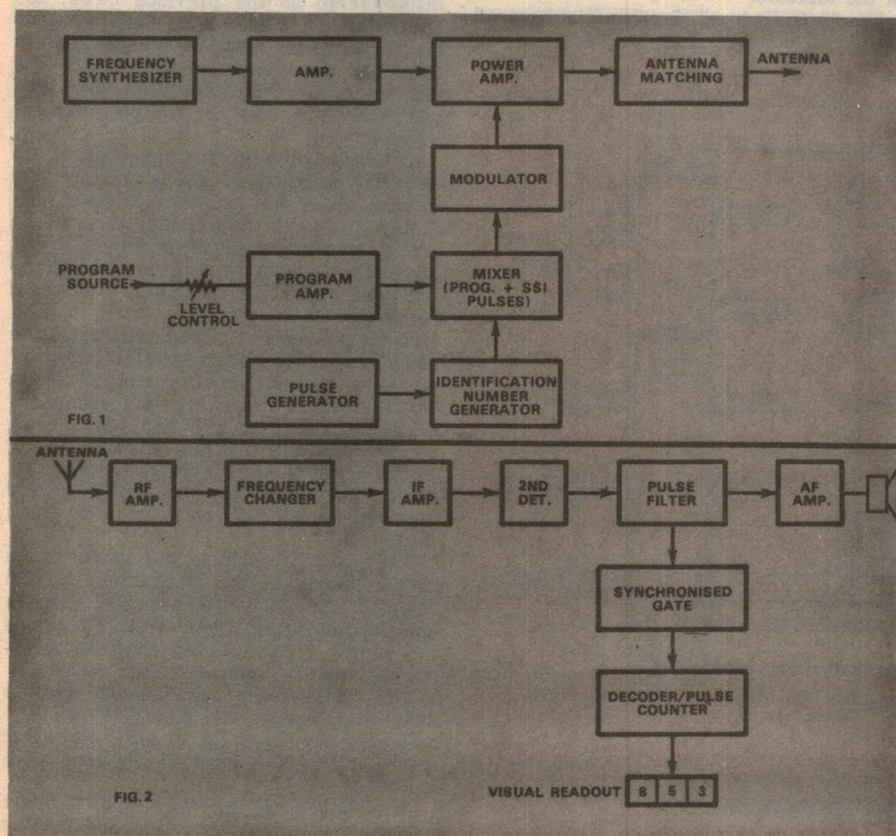 FREQUENCY
SYNTHESIZER
AMP.
POWER
AMP.
ANTENNA
MATCHING
ANTENNA
MODULATOR
PROGRAM
SOURCE
LEVEL
CONTROL
PROGRAM
AMP.
MIXER
(PROG. + SSI
PULSES)
PULSE
GENERATOR
IDENTIFICATION
NUMBER
GENERATOR
FIG. 1
ANTENNA
RF
AMP.
FREQUENCY
CHANGER
IF
AMP.
2ND
DET.
PULSE
FILTER
AF
AMP.
SYNCHRONISED
GATE
DECODER/PULSE
COUNTER
VISUAL READOUT 8 5 3
FIG. 2